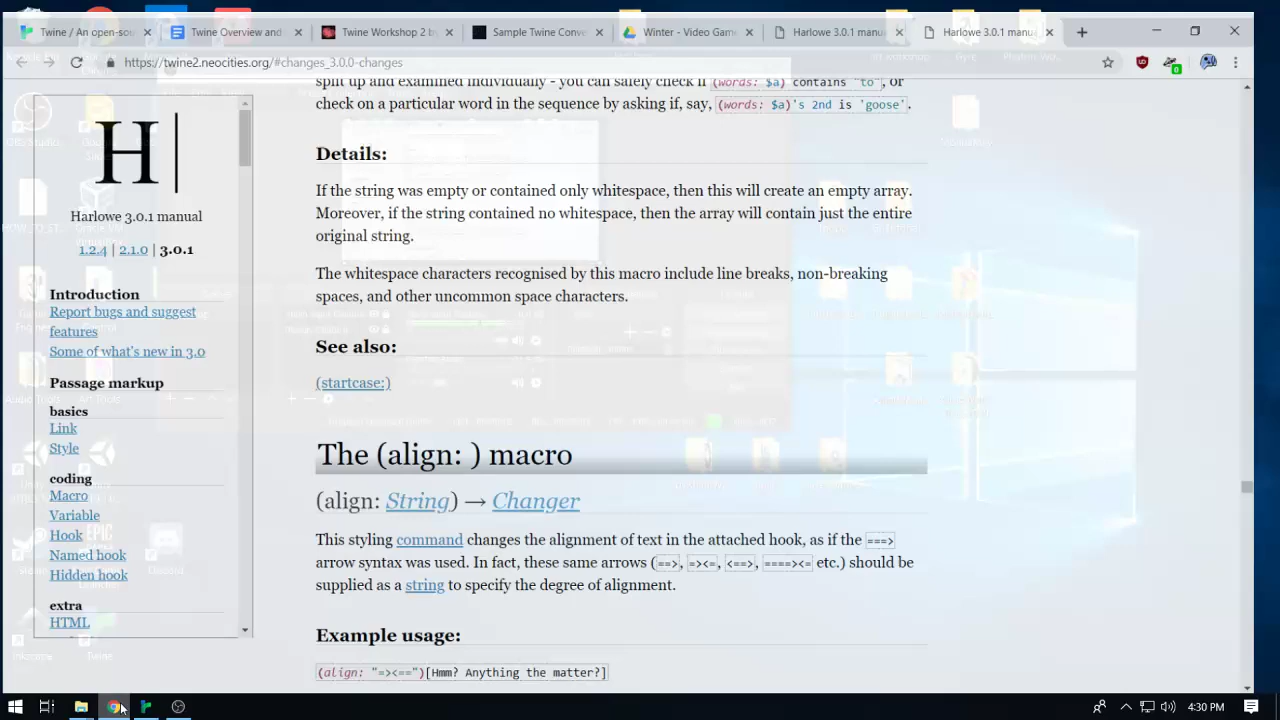 Twine / An open-sou
Twine Overview and
Twine Workshop 2 by
Sample Twine Conve
Winter - Video Gam
Harlowe 3.0.1 manu
Harlowe 3.0.1 manu
https://twine2.neocities.org/#changes_3.0.0-changes
H
Harlowe 3.0.1 manual
1.2.4 | 2.1.0 | 3.0.1
Introduction
Report bugs and suggest
features
Some of what's new in 3.0
Passage markup
basics
Link
Style
coding
Macro
Variable
Hook
Named hook
Hidden hook
extra
HTML
split up and examined individually - you can safely check if (words: $a) contains "to", or
check on a particular word in the sequence by asking if, say, (words: $a)'s 2nd is 'goose'.
Details:
If the string was empty or contained only whitespace, then this will create an empty array.
Moreover, if the string contained no whitespace, then the array will contain just the entire
original string.
The whitespace characters recognised by this macro include line breaks, non-breaking
spaces, and other uncommon space characters.
See also:
(startcase:)
The (align: ) macro
(align: String) → Changer
This styling command changes the alignment of text in the attached hook, as if the ===>
arrow syntax was used. In fact, these same arrows (==>, =><=, <==>, ====><= etc.) should be
supplied as a string to specify the degree of alignment.
Example usage:
(align: "=><==")[Hmm? Anything the matter?]
Discord
Inkscape
Twine
4:30 PM